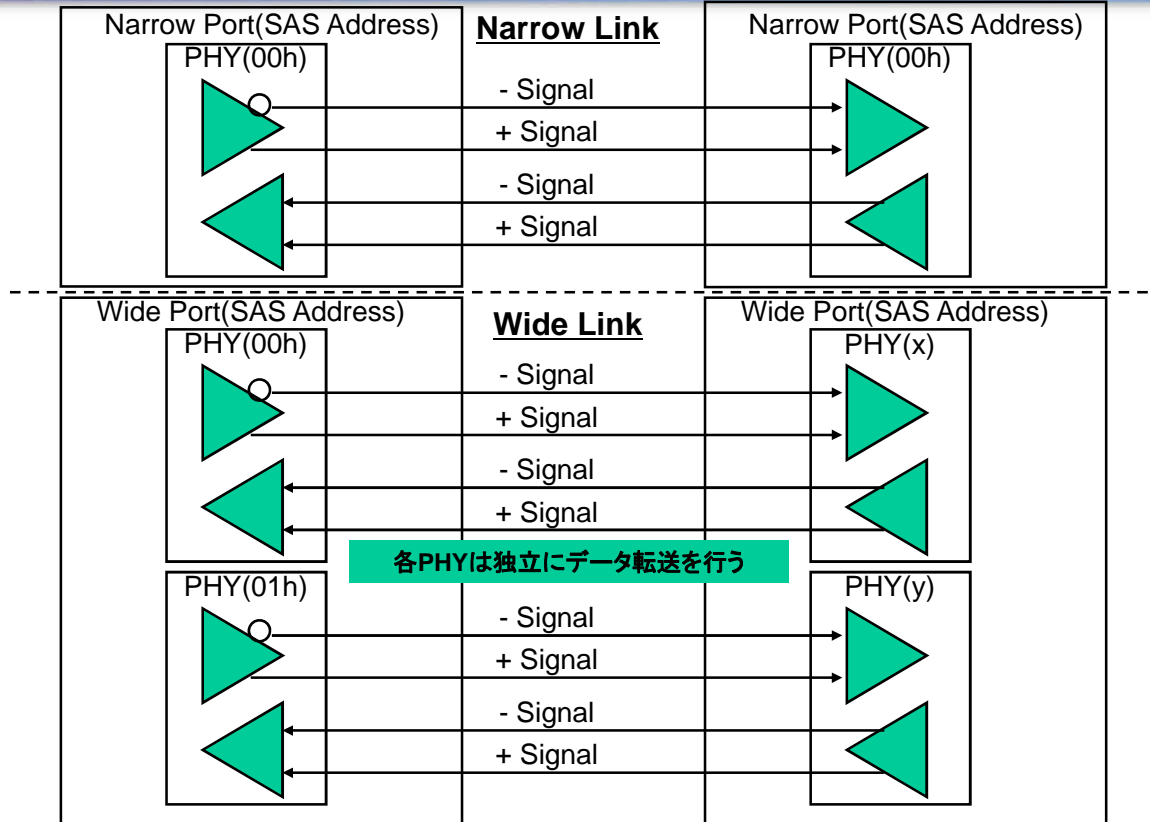 Narrow Port(SAS Address)
Narrow Link
Narrow Port(SAS Address)
PHY(00h)
PHY(00h)
- Signal
+ Signal
- Signal
+ Signal
Wide Port(SAS Address)
Wide Link
Wide Port(SAS Address)
PHY(00h)
PHY(x)
- Signal
+ Signal
- Signal
+ Signal
各PHYは独立にデータ転送を行う
PHY(01h)
PHY(y)
- Signal
+ Signal
- Signal
+ Signal